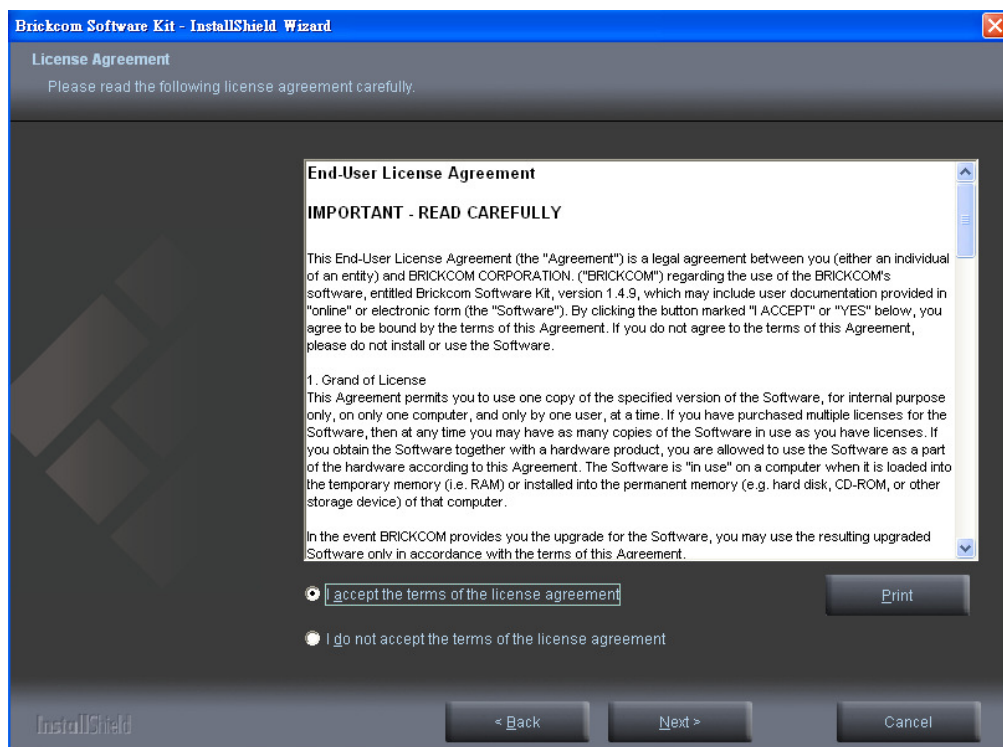 Brickcom Software Kit - InstallShield Wizard
License Agreement
Please read the following license agreement carefully.
End-User License Agreement
IMPORTANT - READ CAREFULLY
This End-User License Agreement (the "Agreement") is a legal agreement between you (either an individual
of an entity) and BRICKCOM CORPORATION. ("BRICKCOM") regarding the use of the BRICKCOM's
software, entitled Brickcom Software Kit, version 1.4.9, which may include user documentation provided in
"online" or electronic form (the "Software"). By clicking the button marked "I ACCEPT" or "YES" below, you
agree to be bound by the terms of this Agreement. If you do not agree to the terms of this Agreement,
please do not install or use the Software.
1. Grand of License
This Agreement permits you to use one copy of the specified version of the Software, for internal purpose
only, on only one computer, and only by one user, at a time. If you have purchased multiple licenses for the
Software, then at any time you may have as many copies of the Software in use as you have licenses. If
you obtain the Software together with a hardware product, you are allowed to use the Software as a part
of the hardware according to this Agreement. The Software is "in use" on a computer when it is loaded into
the temporary memory (i.e. RAM) or installed into the permanent memory (e.g. hard disk, CD-ROM, or other
storage device) of that computer.
In the event BRICKCOM provides you the upgrade for the Software, you may use the resulting upgraded
Software only in accordance with the terms of this Agreement.
I accept the terms of the license agreement
Print
I do not accept the terms of the license agreement
InstallShield
< Back
Next >
Cancel